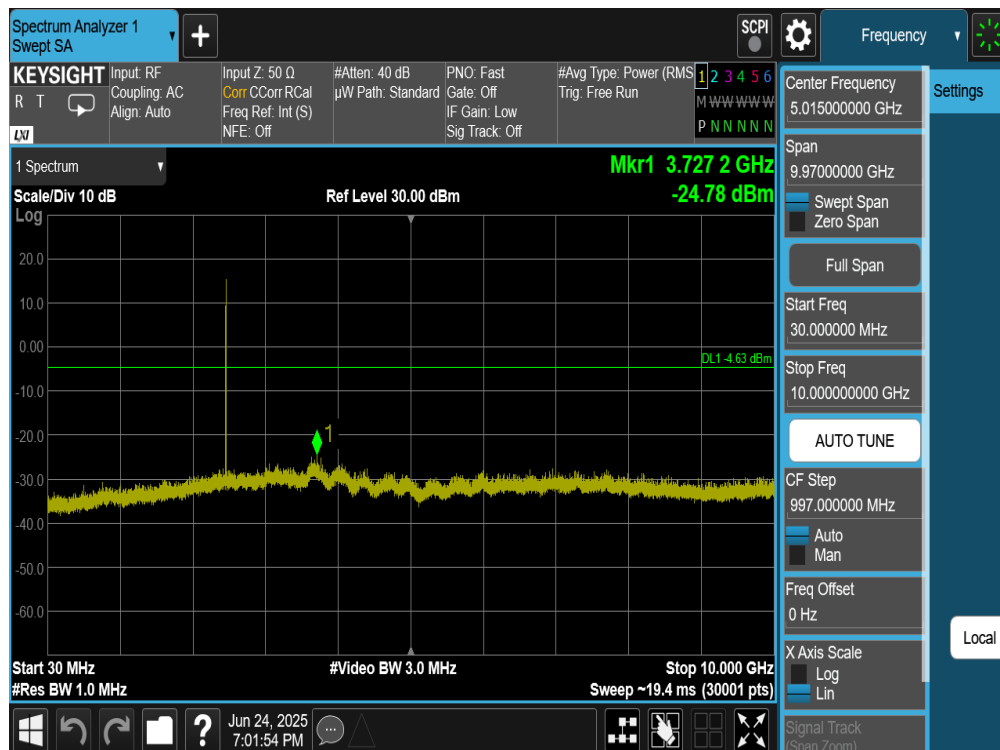 Spectrum Analyzer 1
Swept SA
+
SCPI
Frequency
KEYSIGHT
R T
LXI
Input: RF
Coupling: AC
Align: Auto
Input Z: 50 Ω
Corr CCorr RCal
Freq Ref: Int (S)
NFE: Off
#Atten: 40 dB
µW Path: Standard
PNO: Fast
Gate: Off
IF Gain: Low
Sig Track: Off
#Avg Type: Power (RMS
Trig: Free Run
1 2 3 4 5 6
M W W W W W
P N N N N N
1 Spectrum
Mkr1 3.727 2 GHz
-24.78 dBm
Scale/Div 10 dB
Ref Level 30.00 dBm
Log
20.0
10.0
0.00
-10.0
-20.0
-30.0
-40.0
-50.0
-60.0
DL1 -4.63 dBm
1
Start 30 MHz
#Video BW 3.0 MHz
Stop 10.000 GHz
#Res BW 1.0 MHz
Sweep ~19.4 ms (30001 pts)
Center Frequency
5.015000000 GHz
Span
9.97000000 GHz
Swept Span
Zero Span
Full Span
Start Freq
30.000000 MHz
Stop Freq
10.000000000 GHz
AUTO TUNE
CF Step
997.000000 MHz
Auto
Man
Freq Offset
0 Hz
X Axis Scale
Log
Lin
Signal Track
(Span Zoom)
Settings
Local
?
Jun 24, 2025
7:01:54 PM